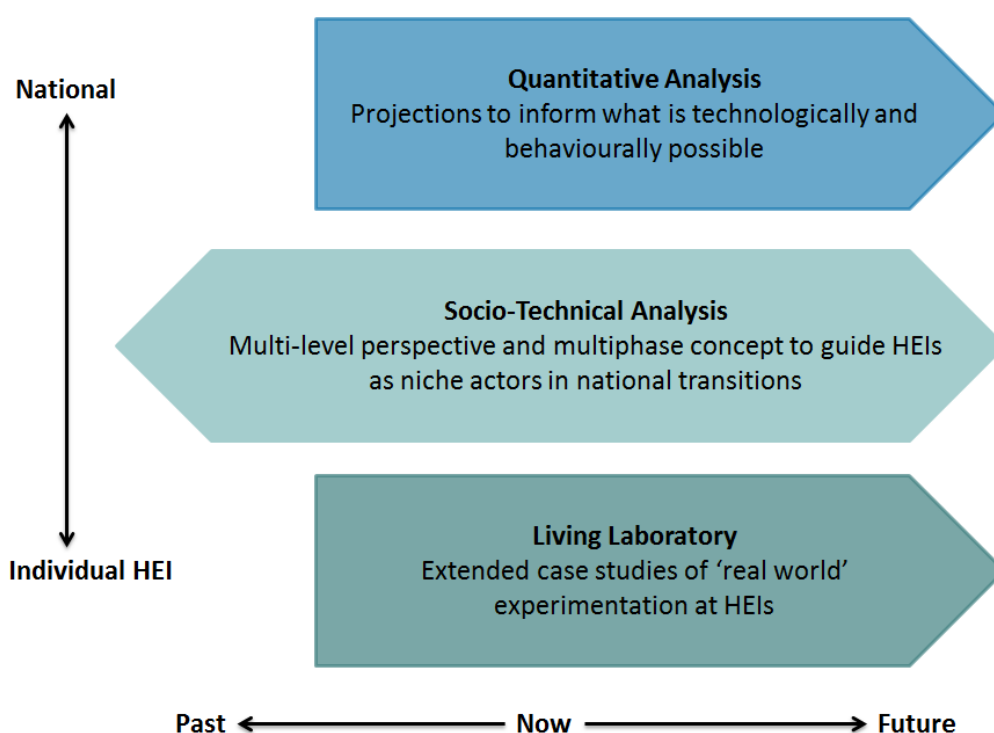 National
Quantitative Analysis
Projections to inform what is technologically and
behaviourally possible
Socio-Technical Analysis
Multi-level perspective and multiphase concept to guide HEIs
as niche actors in national transitions
Individual HEI
Living Laboratory
Extended case studies of ‘real world’
experimentation at HEIs
Past Now Future